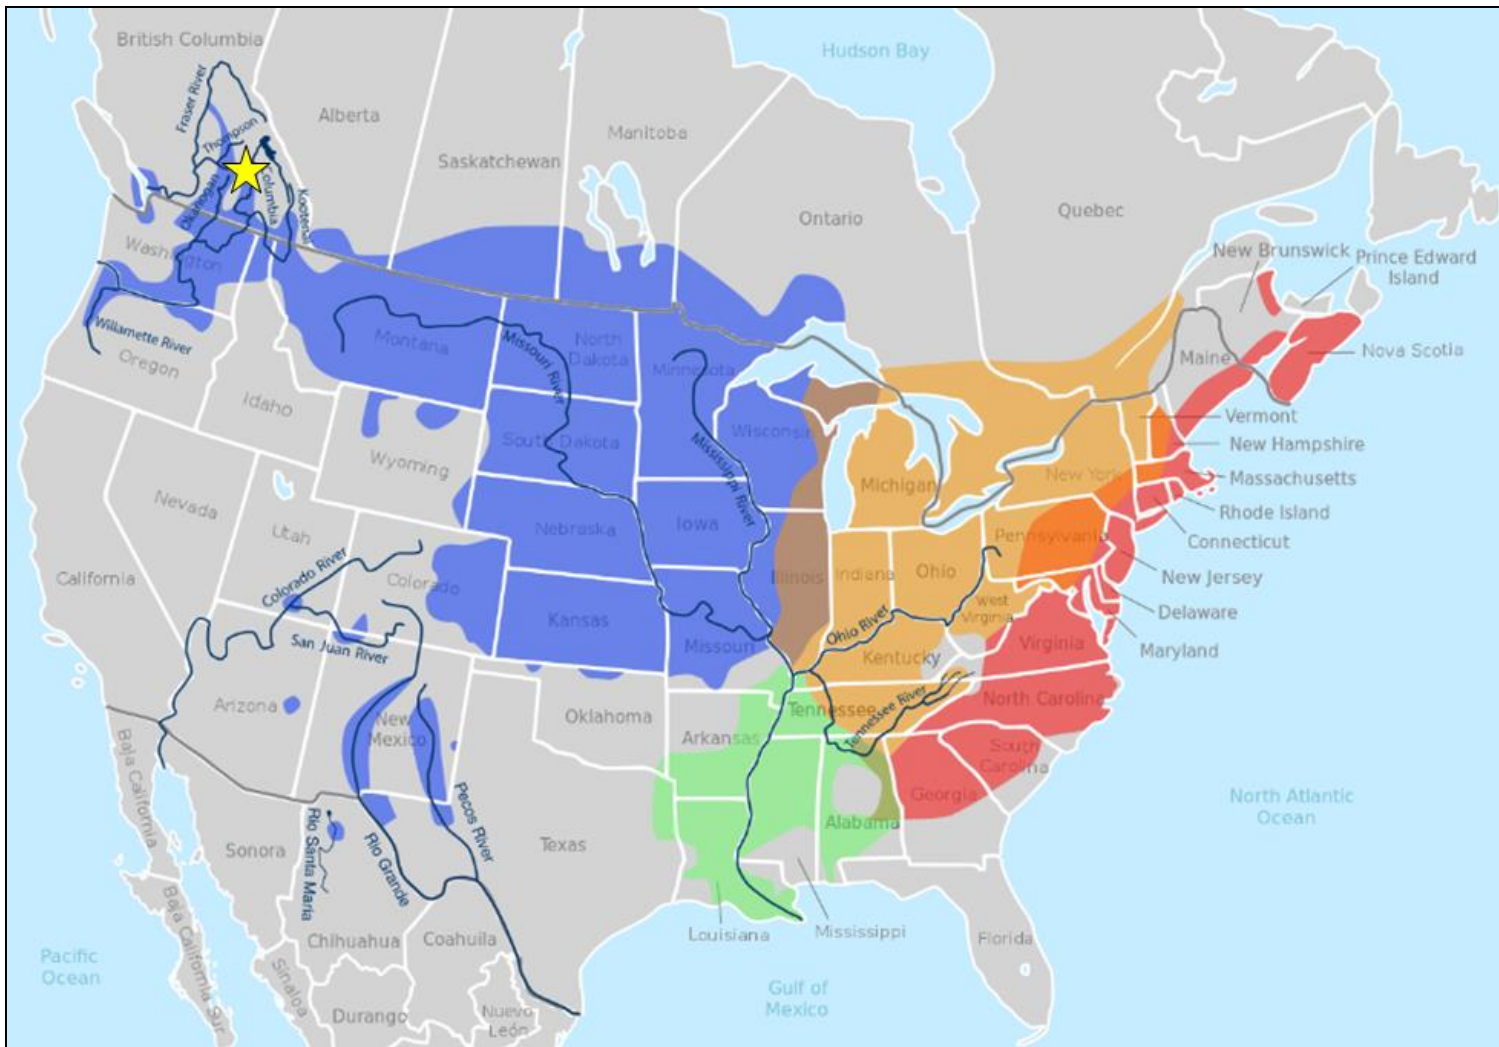 British Columbia
Hudson Bay
Fraser River
Alberta
Thompson
Manitoba
Saskatchewan
Okanogan
Columbia
Kootenai
Ontario
Quebec
Washington
New Brunswick
Prince Edward
Island
Willamette River
Oregon
Montana
Missouri River
North
Dakota
Minnesota
Maine
Nova Scotia
Idaho
Vermont
South Dakota
Wisconsin
Mississippi River
New Hampshire
Wyoming
Michigan
New York
Massachusetts
Nevada
Rhode Island
Utah
Nebraska
Iowa
Pennsylvania
Connecticut
California
Colorado River
Colorado
Illinois
Indiana
Ohio
New Jersey
West
Virginia
Delaware
San Juan River
Kansas
Missouri
Ohio River
Kentucky
Virginia
Maryland
Arizona
New
Mexico
Oklahoma
Arkansas
Tennessee
Tennessee River
North Carolina
South
Carolina
Baja California
Georgia
North Atlantic
Ocean
Pecos River
Alabama
Sonora
Rio Santa Maria
Rio Grande
Texas
Baja California Sur
Sinaloa
Chihuahua
Coahuila
Louisiana
Mississippi
Florida
Pacific
Ocean
Durango
Nuevo
León
Gulf of
Mexico